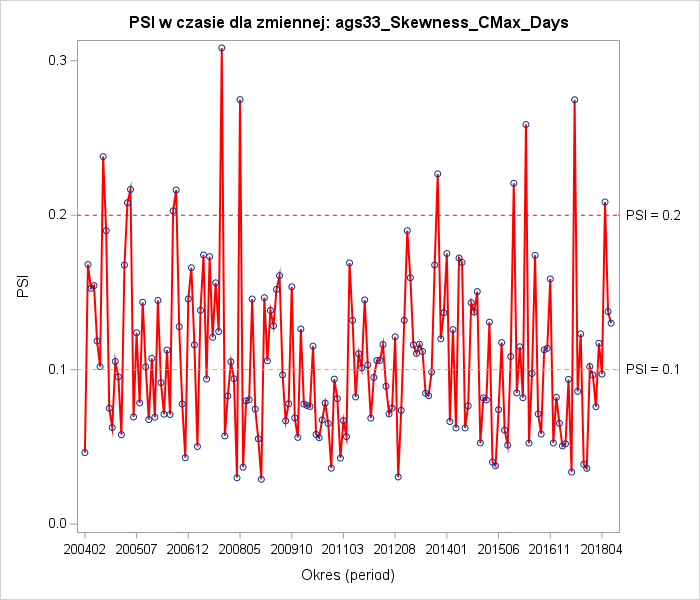 PSI w czasie dla zmiennej: ags33_Skewness_CMax_Days
0.3
0.2
PSI = 0.2
PSI
0.1
PSI = 0.1
0.0
200402 200507 200612 200805 200910 201103 201208 201401 201506 201611 201804
Okres (period)